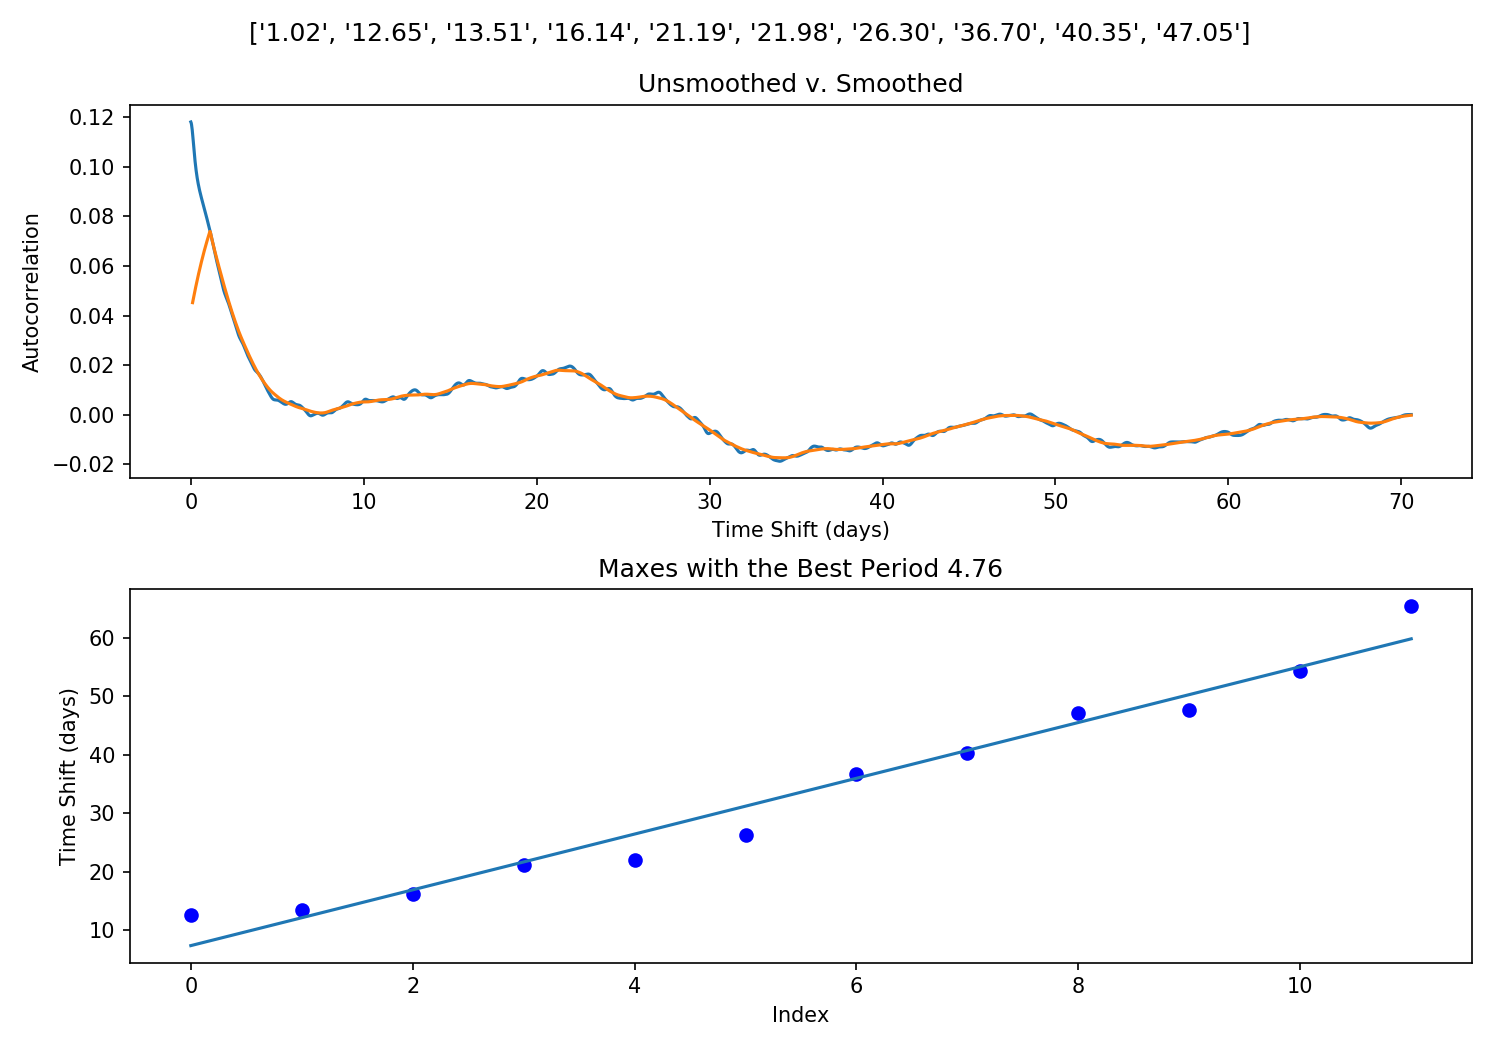 ['1.02', '12.65', '13.51', '16.14', '21.19', '21.98', '26.30', '36.70', '40.35', '47.05']
Unsmoothed v. Smoothed
0.12
0.10
0.08
0.06
0.04
0.02
0.00
−0.02
Autocorrelation
0 10 20 30 40 50 60 70
Time Shift (days)
Maxes with the Best Period 4.76
60
50
40
30
20
10
Time Shift (days)
0 2 4 6 8 10
Index